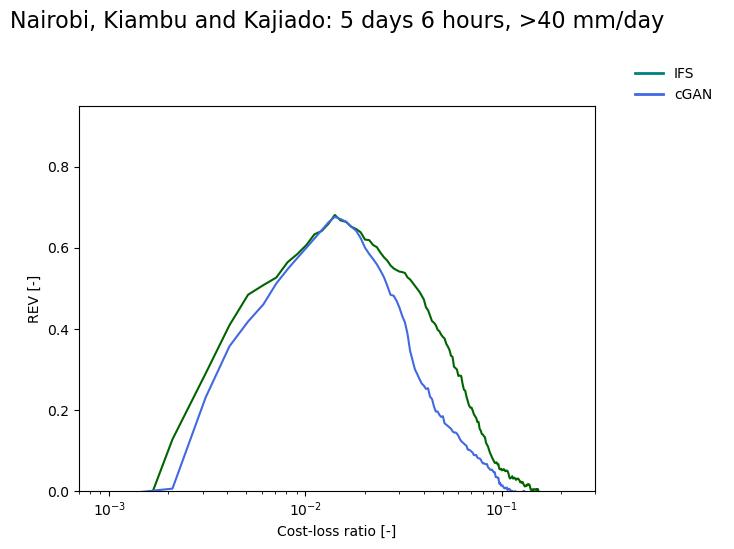 Nairobi, Kiambu and Kajiado: 5 days 6 hours, >40 mm/day
IFS
cGAN
0.8
0.6
0.4
0.2
0.0
REV [-]
10⁻³
10⁻²
10⁻¹
Cost-loss ratio [-]